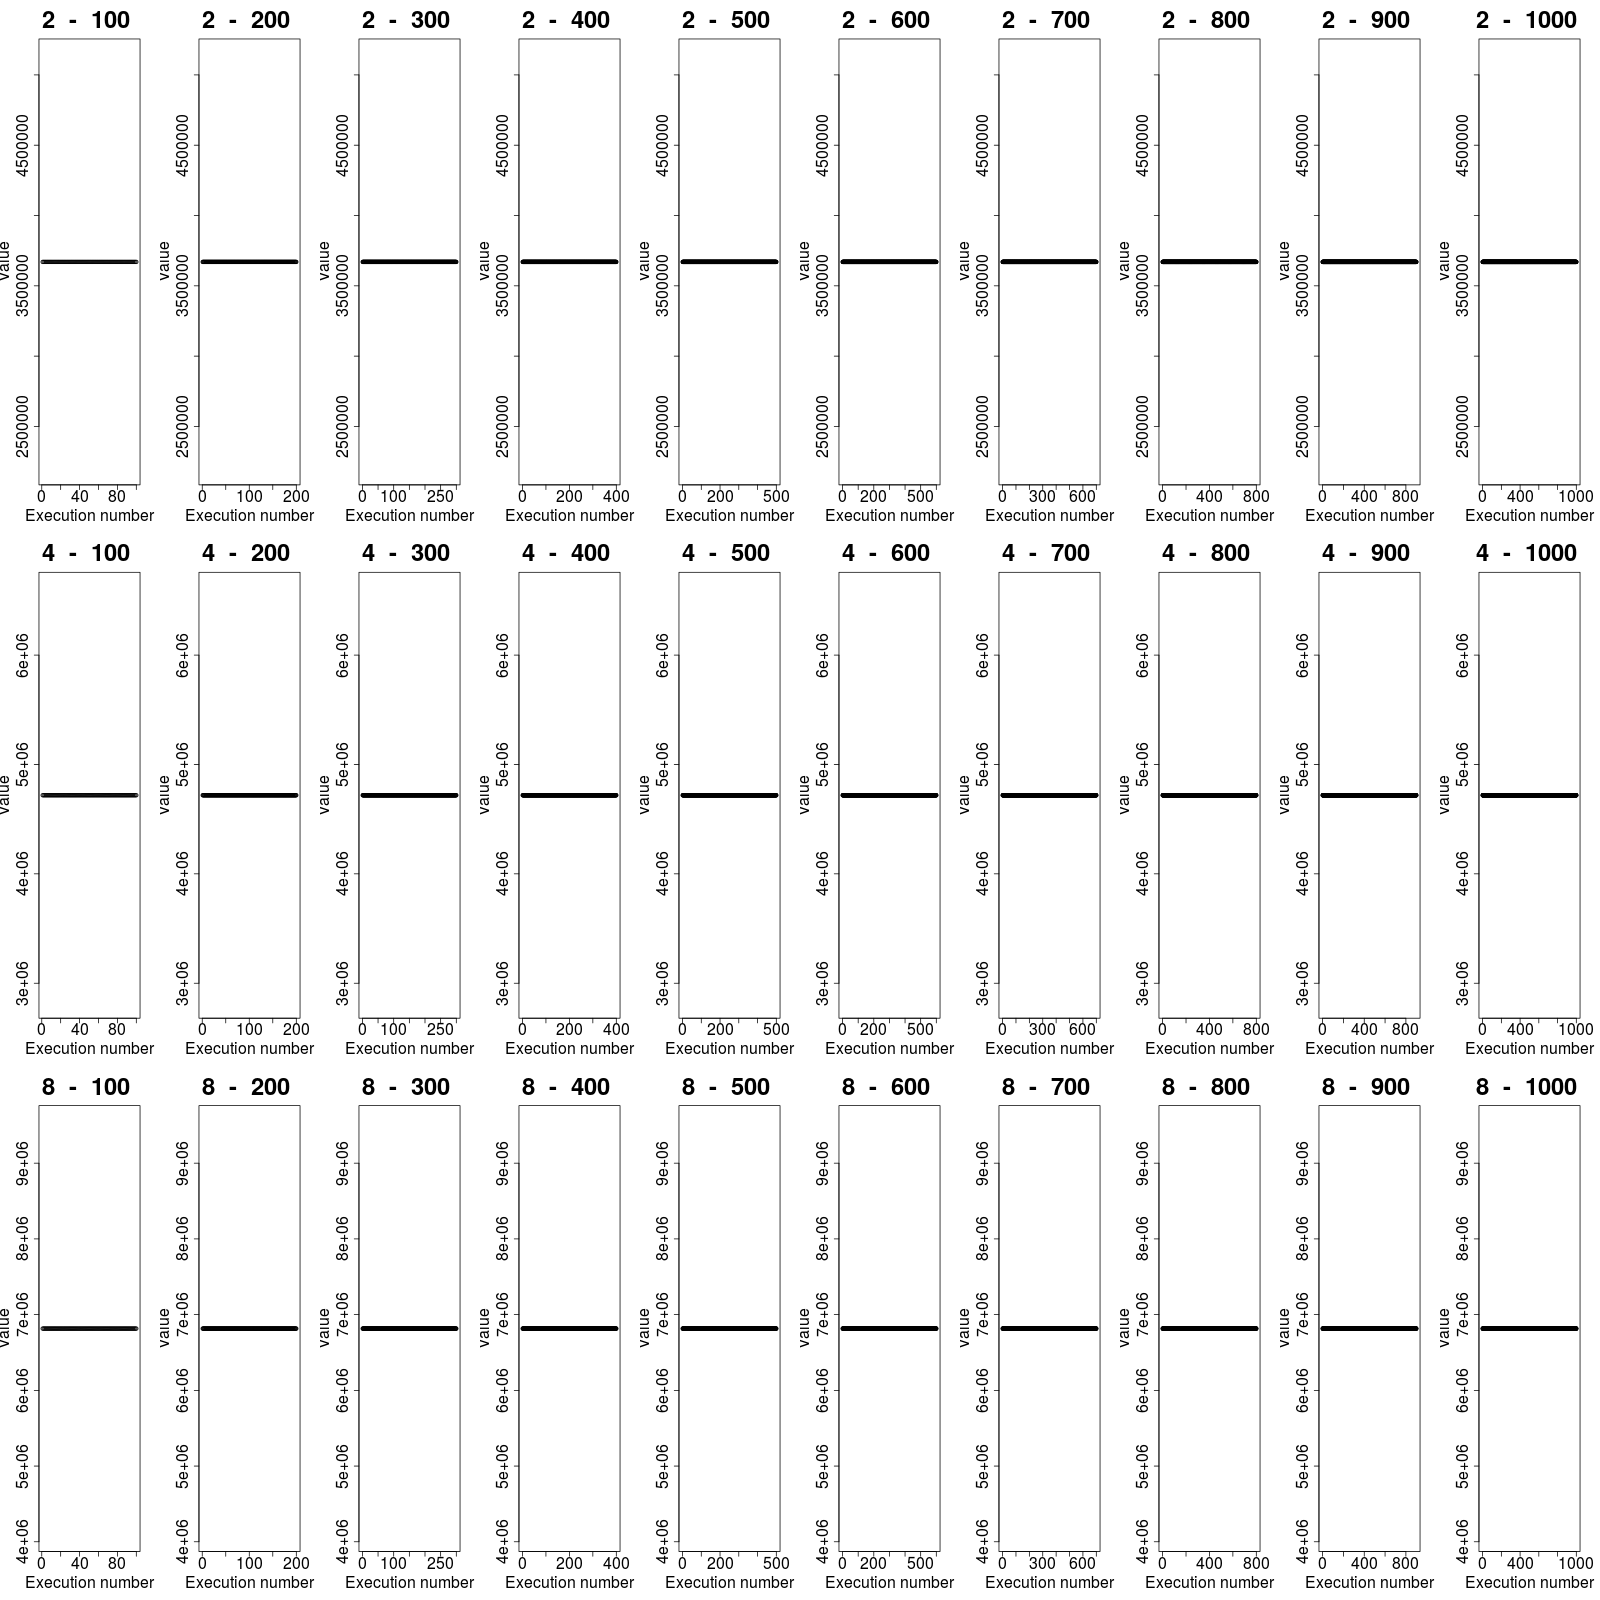 2 - 100 2 - 200 2 - 300 2 - 400 2 - 500 2 - 600 2 - 700 2 - 800 2 - 900 2 - 1000
4500000 4500000 4500000 4500000 4500000 4500000 4500000 4500000 4500000 4500000
value value value value value value value value value value
3500000 3500000 3500000 3500000 3500000 3500000 3500000 3500000 3500000 3500000
2500000 2500000 2500000 2500000 2500000 2500000 2500000 2500000 2500000 2500000
0 40 80 0 100 200 0 100 250 0 200 400 0 200 500 0 200 500 0 300 600 0 400 800 0 400 800 0 400 1000
Execution number Execution number Execution number Execution number Execution number Execution number Execution number Execution number Execution number Execution number
4 - 100 4 - 200 4 - 300 4 - 400 4 - 500 4 - 600 4 - 700 4 - 800 4 - 900 4 - 1000
6e+06 6e+06 6e+06 6e+06 6e+06 6e+06 6e+06 6e+06 6e+06 6e+06
5e+06 5e+06 5e+06 5e+06 5e+06 5e+06 5e+06 5e+06 5e+06 5e+06
value value value value value value value value value value
4e+06 4e+06 4e+06 4e+06 4e+06 4e+06 4e+06 4e+06 4e+06 4e+06
3e+06 3e+06 3e+06 3e+06 3e+06 3e+06 3e+06 3e+06 3e+06 3e+06
0 40 80 0 100 200 0 100 250 0 200 400 0 200 500 0 200 500 0 300 600 0 400 800 0 400 800 0 400 1000
Execution number Execution number Execution number Execution number Execution number Execution number Execution number Execution number Execution number Execution number
8 - 100 8 - 200 8 - 300 8 - 400 8 - 500 8 - 600 8 - 700 8 - 800 8 - 900 8 - 1000
9e+06 9e+06 9e+06 9e+06 9e+06 9e+06 9e+06 9e+06 9e+06 9e+06
8e+06 8e+06 8e+06 8e+06 8e+06 8e+06 8e+06 8e+06 8e+06 8e+06
7e+06 7e+06 7e+06 7e+06 7e+06 7e+06 7e+06 7e+06 7e+06 7e+06
value value value value value value value value value value
6e+06 6e+06 6e+06 6e+06 6e+06 6e+06 6e+06 6e+06 6e+06 6e+06
5e+06 5e+06 5e+06 5e+06 5e+06 5e+06 5e+06 5e+06 5e+06 5e+06
4e+06 4e+06 4e+06 4e+06 4e+06 4e+06 4e+06 4e+06 4e+06 4e+06
0 40 80 0 100 200 0 100 250 0 200 400 0 200 500 0 200 500 0 300 600 0 400 800 0 400 800 0 400 1000
Execution number Execution number Execution number Execution number Execution number Execution number Execution number Execution number Execution number Execution number